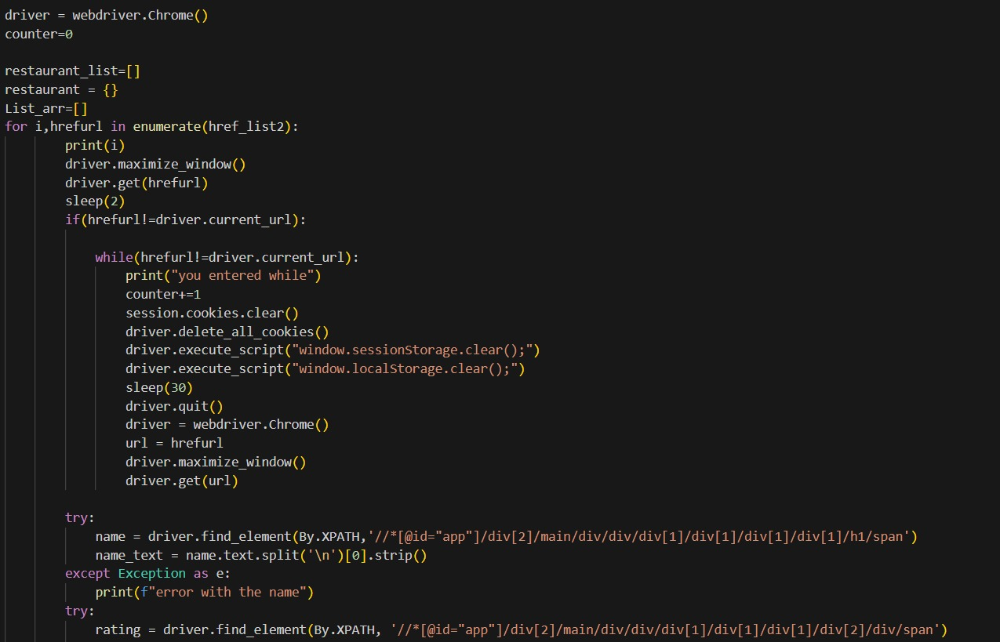 driver = webdriver.Chrome()
counter=0
restaurant_list=[]
restaurant = {}
List_arr=[]
for i,hrefurl in enumerate(href_list2):
print(i)
driver.maximize_window()
driver.get(hrefurl)
sleep(2)
if(hrefurl!=driver.current_url):
while(hrefurl!=driver.current_url):
print("you entered while")
counter+=1
session.cookies.clear()
driver.delete_all_cookies()
driver.execute_script("window.sessionStorage.clear();")
driver.execute_script("window.localStorage.clear();")
sleep(30)
driver.quit()
driver = webdriver.Chrome()
url = hrefurl
driver.maximize_window()
driver.get(url)
try:
name = driver.find_element(By.XPATH,'//*[@id="app"]/div[2]/main/div/div/div[1]/div[1]/div[1]/div[1]/h1/span')
name_text = name.text.split('\n')[0].strip()
except Exception as e:
print(f"error with the name")
try:
rating = driver.find_element(By.XPATH, '//*[@id="app"]/div[2]/main/div/div/div[1]/div[1]/div[1]/div[2]/div/span')